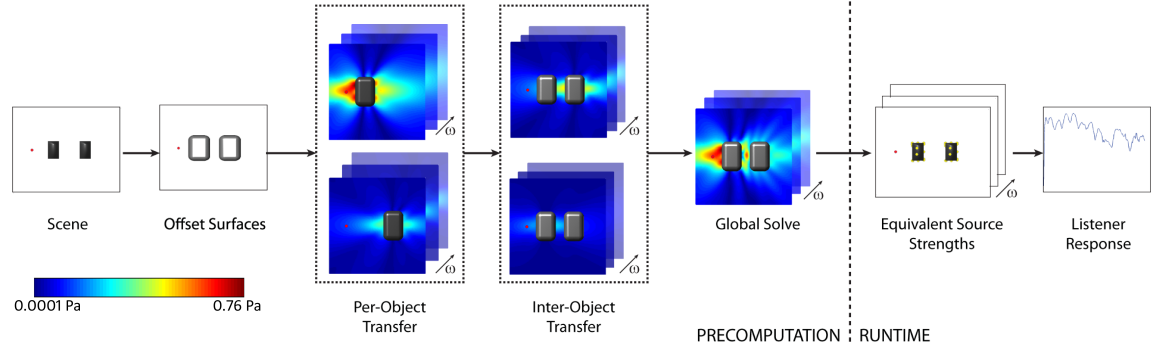 ω
ω
ω
ω
ω
ω
Scene
Offset Surfaces
Global Solve
Equivalent Source
Strengths
Listener
Response
0.0001 Pa
0.76 Pa
Per-Object
Transfer
Inter-Object
Transfer
PRECOMPUTATION
RUNTIME